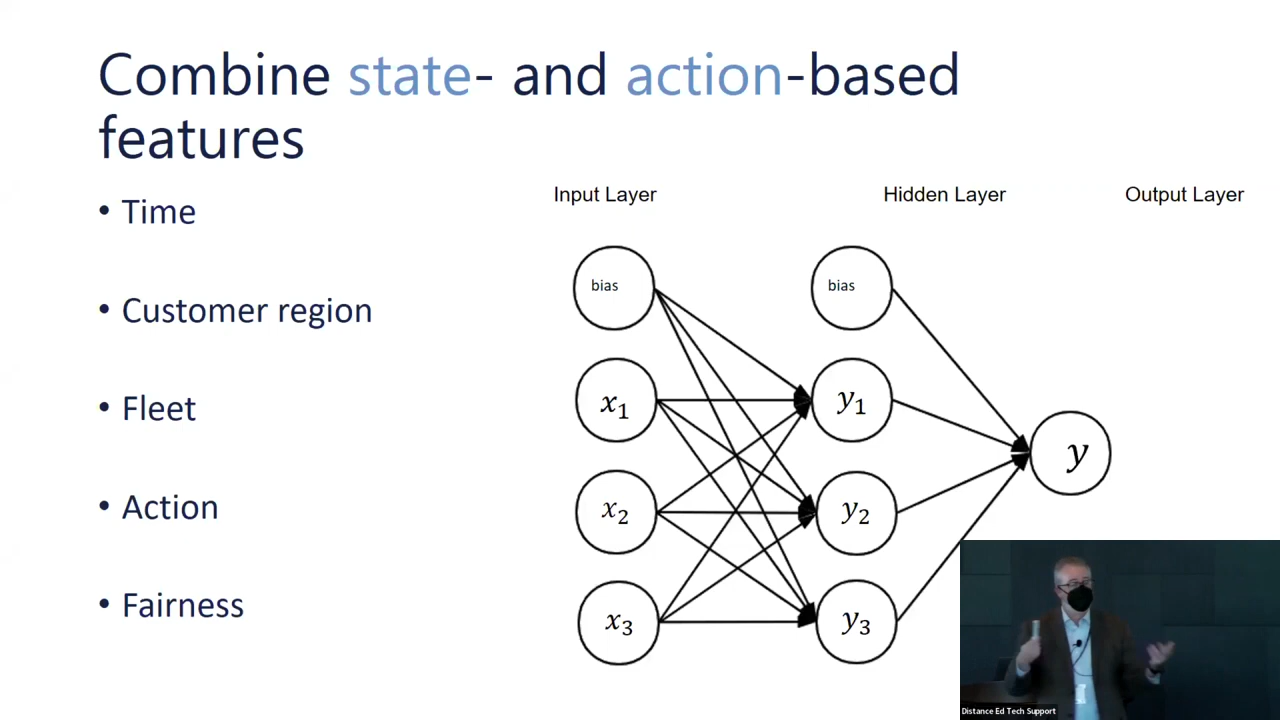 Combine state- and action-based
features
• Time
• Customer region
• Fleet
• Action
• Fairness
Input Layer
Hidden Layer
Output Layer
bias
bias
x₁
y₁
x₂
y₂
x₃
y₃
y
Distance Ed Tech Support